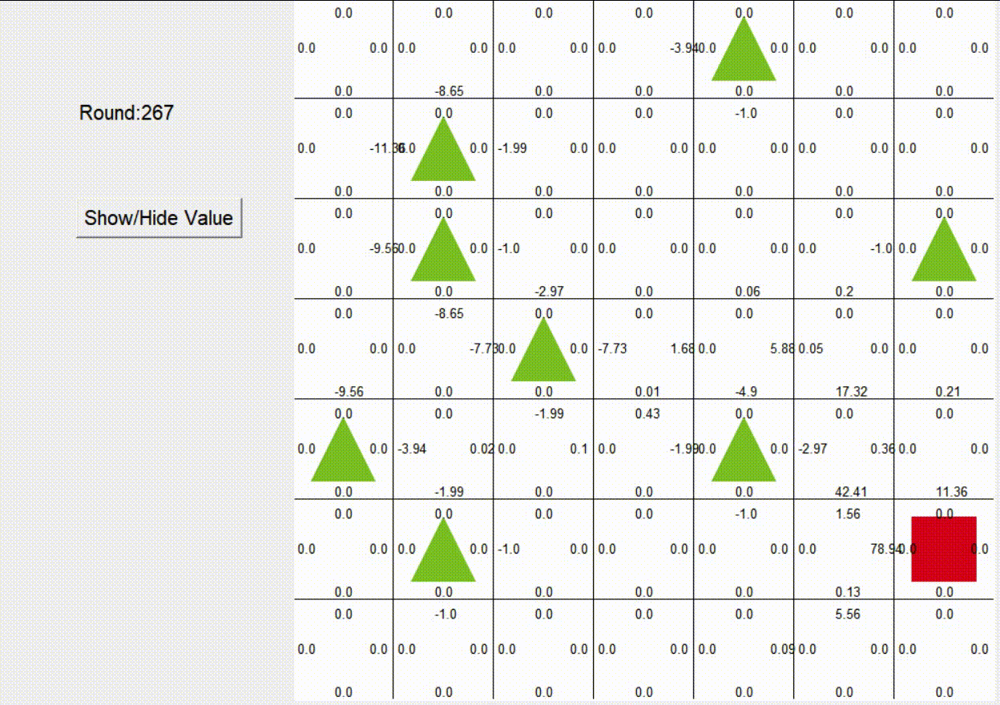 0.0 0.0 0.0 0.0 0.0 0.0 0.0
0.0 0.0 0.0 0.0 0.0 0.0 0.0 -3.94 0.0 0.0 0.0 0.0 0.0 0.0
0.0 -8.65 0.0 0.0 0.0 0.0 0.0
Round:267
0.0 0.0 0.0 0.0 -1.0 0.0 0.0
0.0 -11.36 0.0 0.0 -1.99 0.0 0.0 0.0 0.0 0.0 0.0 0.0 0.0 0.0
0.0 0.0 0.0 0.0 0.0 0.0 0.0
Show/Hide Value
0.0 0.0 0.0 0.0 0.0 0.0 0.0
0.0 -9.56 0.0 0.0 -1.0 0.0 0.0 0.0 0.0 0.0 0.0 -1.0 0.0 0.0
0.0 0.0 -2.97 0.0 0.06 0.2 0.0
0.0 -8.65 0.0 0.0 0.0 0.0 0.0
0.0 0.0 0.0 -7.73 0.0 0.0 -7.73 1.68 0.0 5.88 0.05 0.0 0.0 0.0
-9.56 0.0 0.0 0.01 -4.9 17.32 0.21
0.0 0.0 -1.99 0.43 0.0 0.0 0.0
0.0 0.0 -3.94 0.02 0.0 0.1 0.0 -1.99 0.0 0.0 -2.97 0.36 0.0 0.0
0.0 -1.99 0.0 0.0 0.0 42.41 11.36
0.0 0.0 0.0 0.0 -1.0 1.56 0.0
0.0 0.0 0.0 0.0 -1.0 0.0 0.0 0.0 0.0 0.0 0.0 78.94 0.0 0.0
0.0 0.0 0.0 0.0 0.0 0.13 0.0
0.0 -1.0 0.0 0.0 0.0 5.56 0.0
0.0 0.0 0.0 0.0 0.0 0.0 0.0 0.0 0.0 0.09 0.0 0.0 0.0 0.0
0.0 0.0 0.0 0.0 0.0 0.0 0.0